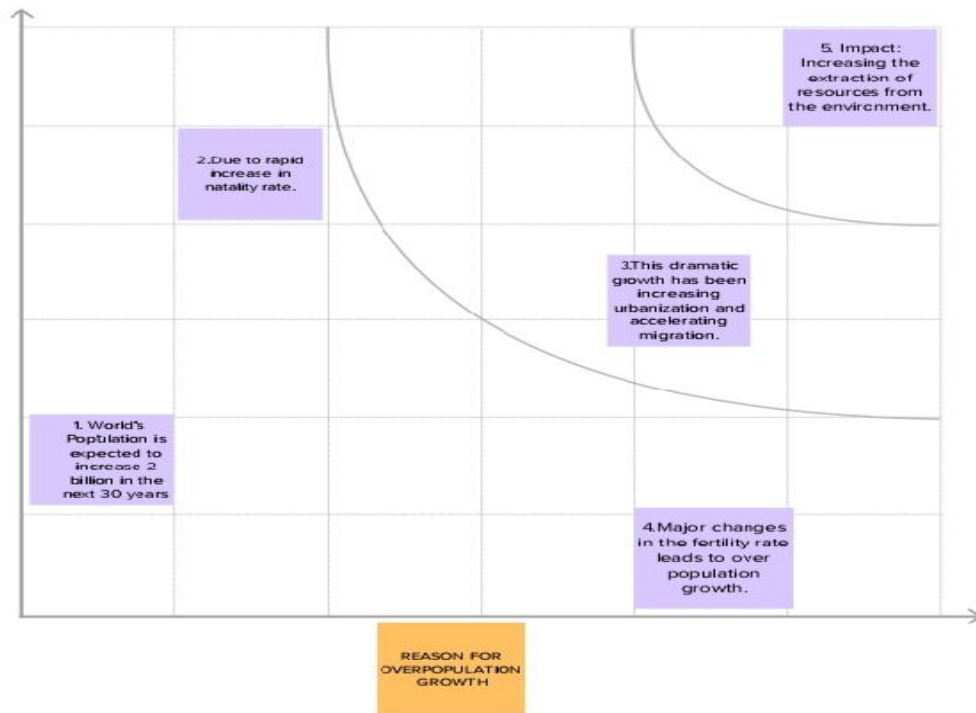 5. Impact:
Increasing the
extraction of
resources from
the environment.
2.Due to rapid
increase in
natality rate.
3.This dramatic
growth has been
increasing
urbanization and
accelerating
migration.
1. World's
Population is
expected to
increase 2
billion in the
next 30 years
4.Major changes
in the fertility rate
leads to over
population
growth.
REASON FOR
OVERPOPULATION
GROWTH